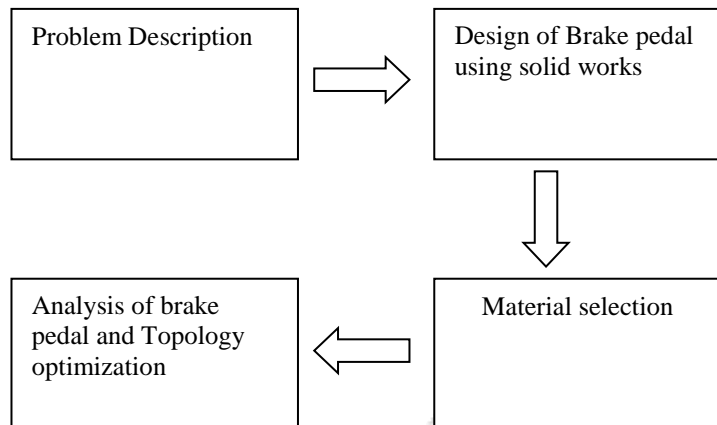 Problem Description
Design of Brake pedal
using solid works
Material selection
Analysis of brake
pedal and Topology
optimization